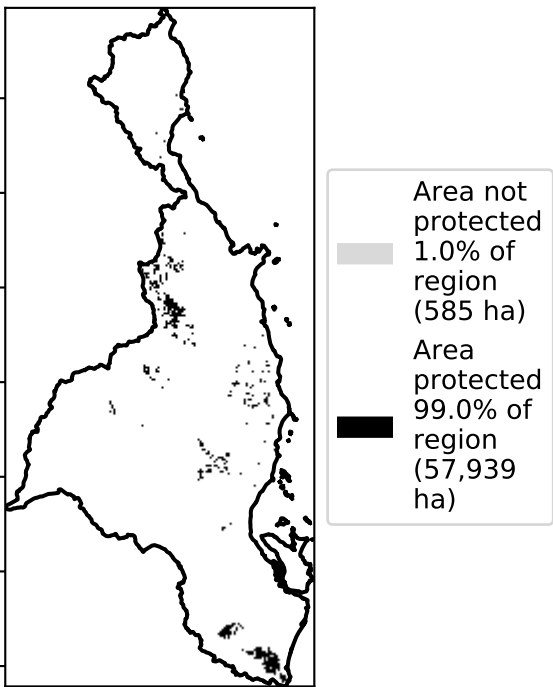 Area not
protected
1.0% of
region
(585 ha)
Area
protected
99.0% of
region
(57,939
ha)